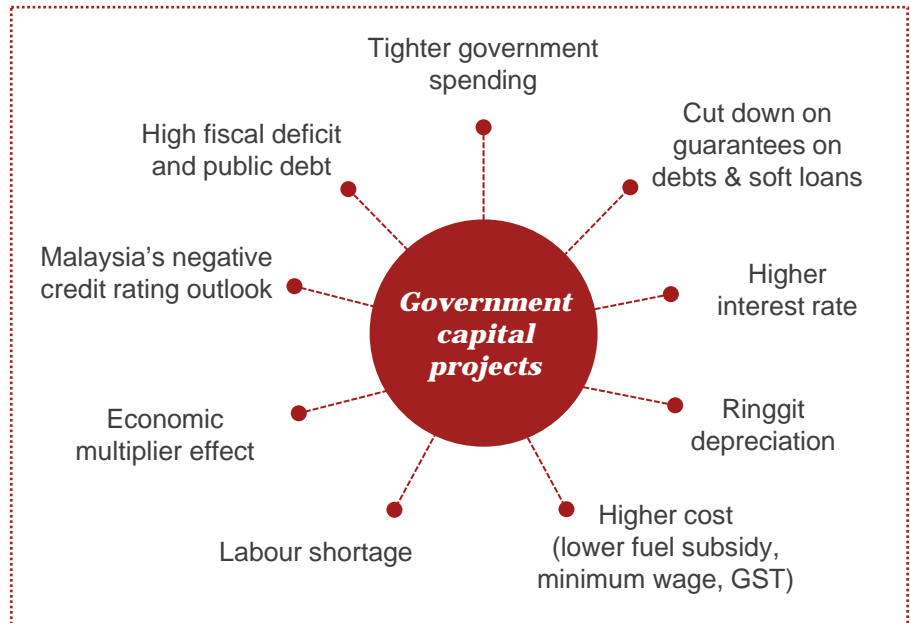 Tighter government
spending
Cut down on
guarantees on
debts & soft loans
High fiscal deficit
and public debt
Malaysia’s negative
credit rating outlook
Higher
interest rate
Government
capital
projects
Ringgit
depreciation
Economic
multiplier effect
Higher cost
(lower fuel subsidy,
minimum wage, GST)
Labour shortage